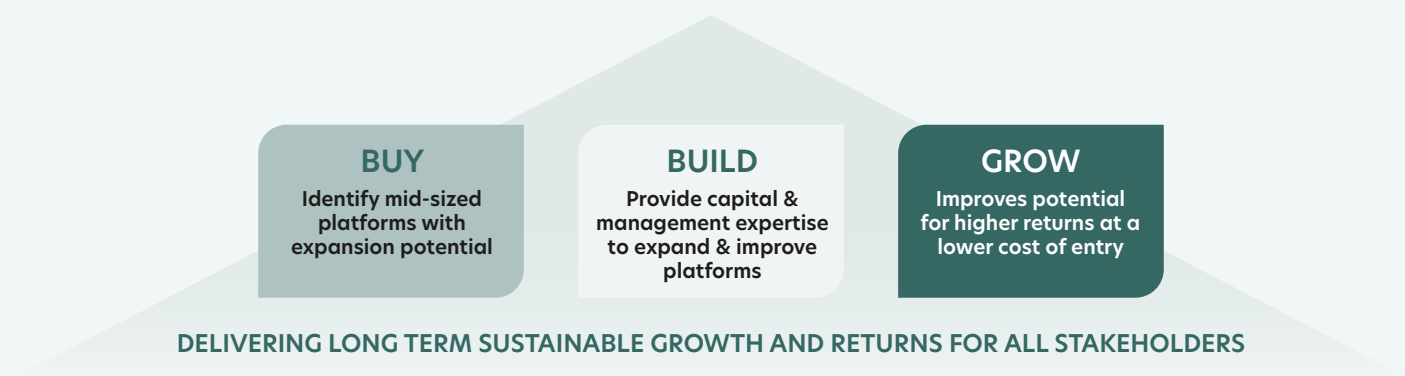 BUY
Identify mid-sized
platforms with
expansion potential
BUILD
Provide capital &
management expertise
to expand & improve
platforms
GROW
Improves potential
for higher returns at a
lower cost of entry
DELIVERING LONG TERM SUSTAINABLE GROWTH AND RETURNS FOR ALL STAKEHOLDERS